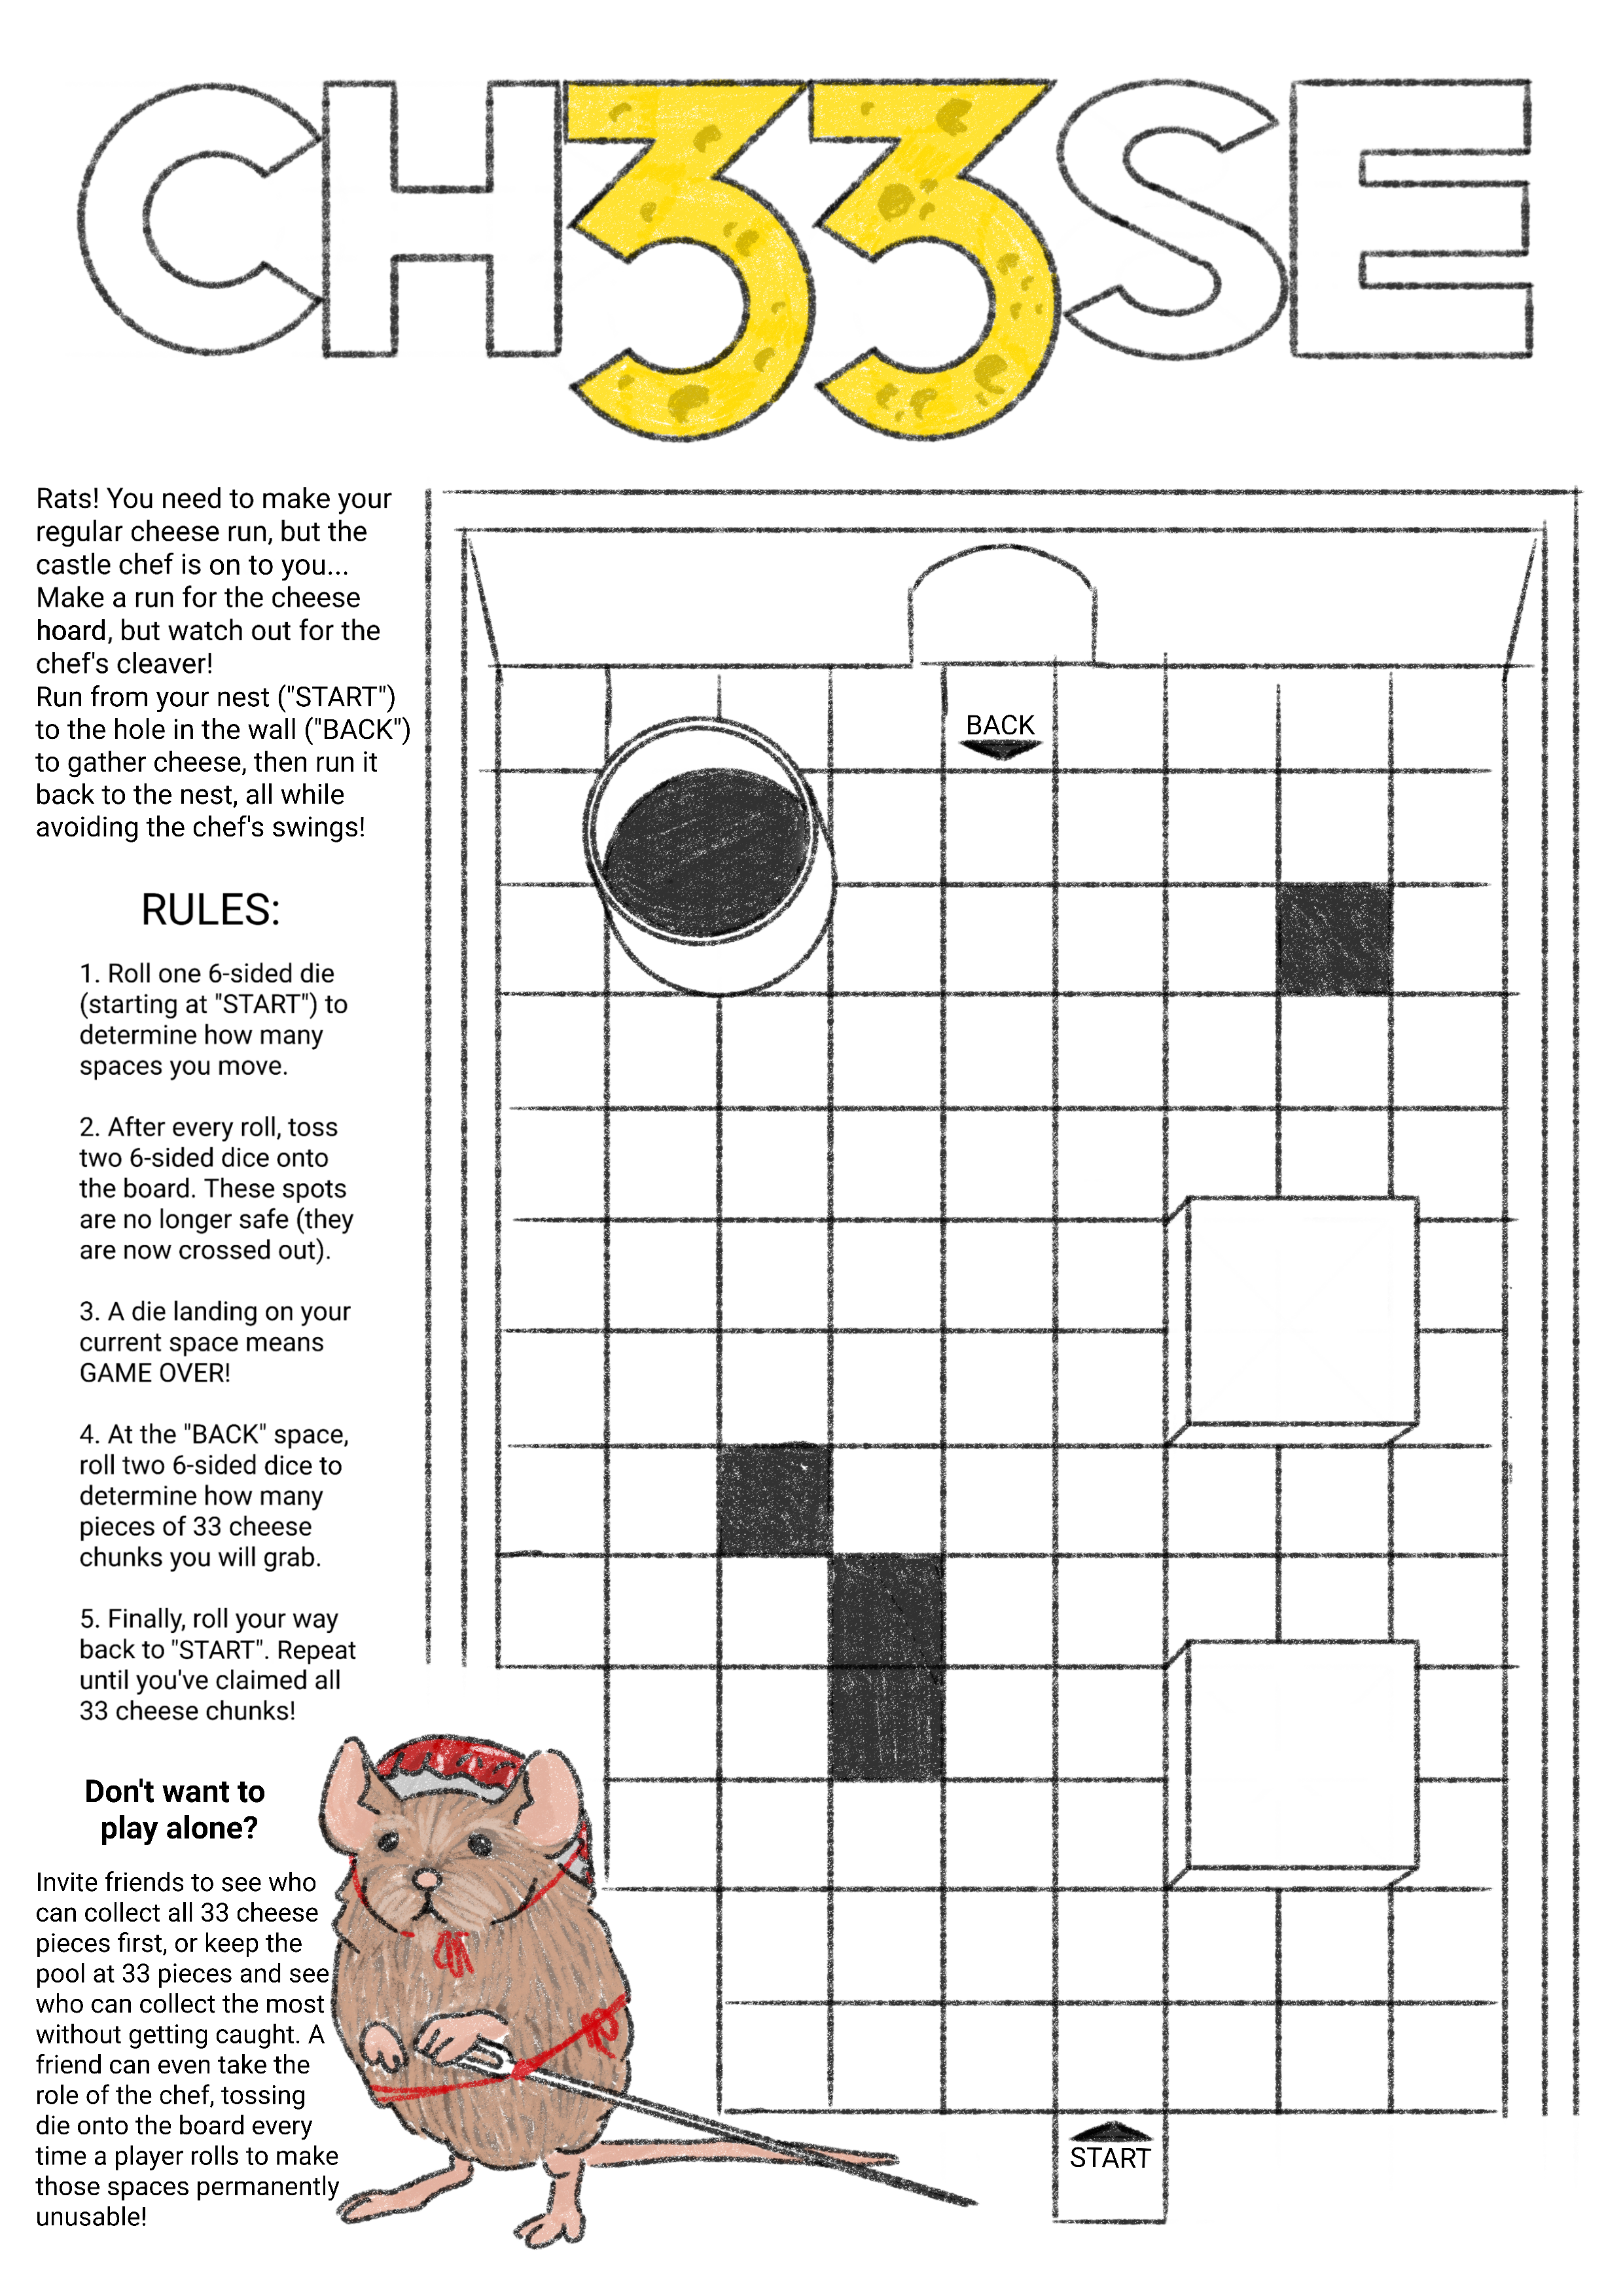 CH33SE
Rats! You need to make your
regular cheese run, but the
castle chef is on to you...
Make a run for the cheese
hoard, but watch out for the
chef's cleaver!
Run from your nest ("START")
to the hole in the wall ("BACK")
to gather cheese, then run it
back to the nest, all while
avoiding the chef's swings!
RULES:
1. Roll one 6-sided die
(starting at "START") to
determine how many
spaces you move.
2. After every roll, toss
two 6-sided dice onto
the board. These spots
are no longer safe (they
are now crossed out).
3. A die landing on your
current space means
GAME OVER!
4. At the "BACK" space,
roll two 6-sided dice to
determine how many
pieces of 33 cheese
chunks you will grab.
5. Finally, roll your way
back to "START". Repeat
until you've claimed all
33 cheese chunks!
Don't want to
play alone?
Invite friends to see who
can collect all 33 cheese
pieces first, or keep the
pool at 33 pieces and see
who can collect the most
without getting caught. A
friend can even take the
role of the chef, tossing
die onto the board every
time a player rolls to make
those spaces permanently
unusable!
BACK
START